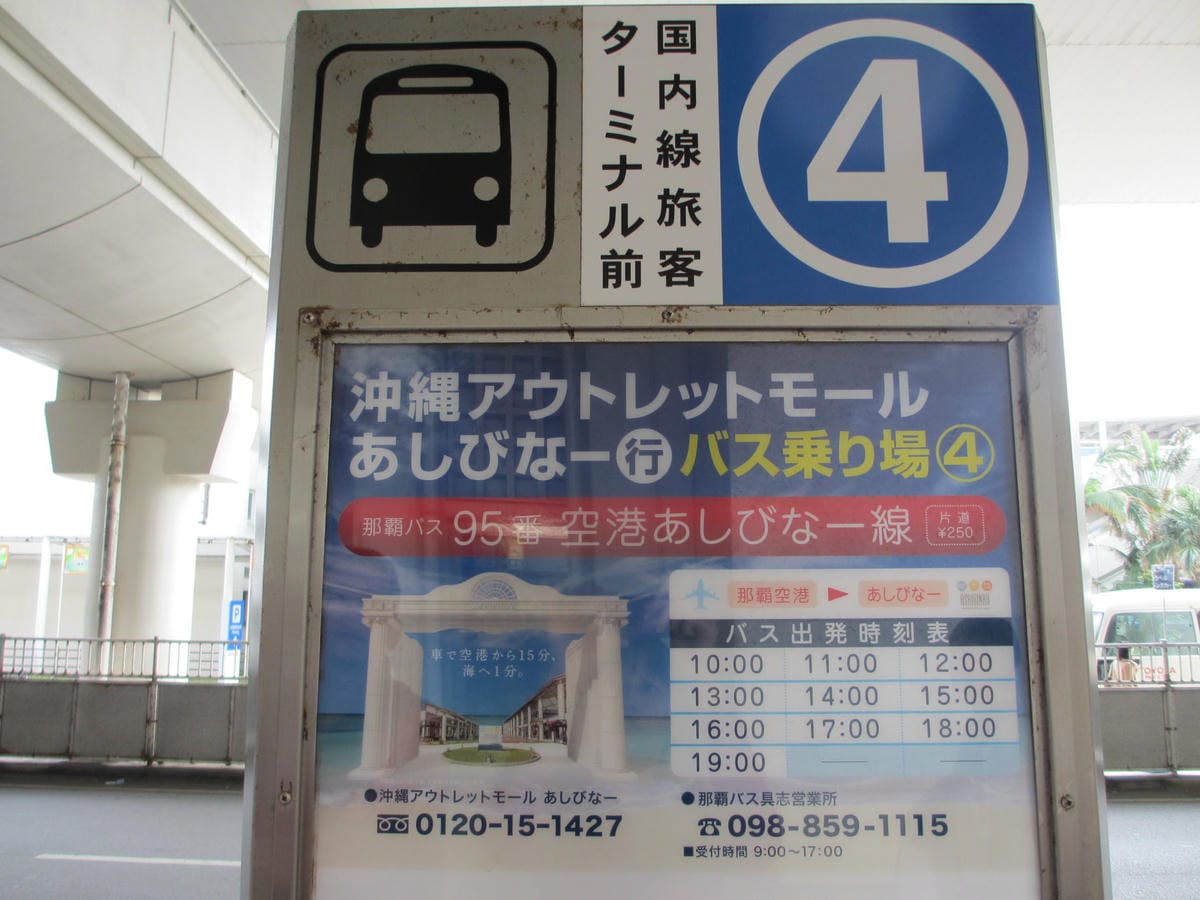 国内線旅客
ターミナル前
4
沖縄アウトレットモール
あしびなー行 バス乗り場④
那覇バス 95番 空港あしびなー線 片道 ¥250
車で空港から15分、
海へ1分。
那覇空港 ▶ あしびなー
バス出発時刻表
10:00 11:00 12:00
13:00 14:00 15:00
16:00 17:00 18:00
19:00 — —
●沖縄アウトレットモール あしびなー
0120-15-1427
●那覇バス具志営業所
☎098-859-1115
■受付時間 9:00〜17:00
TOYOTA